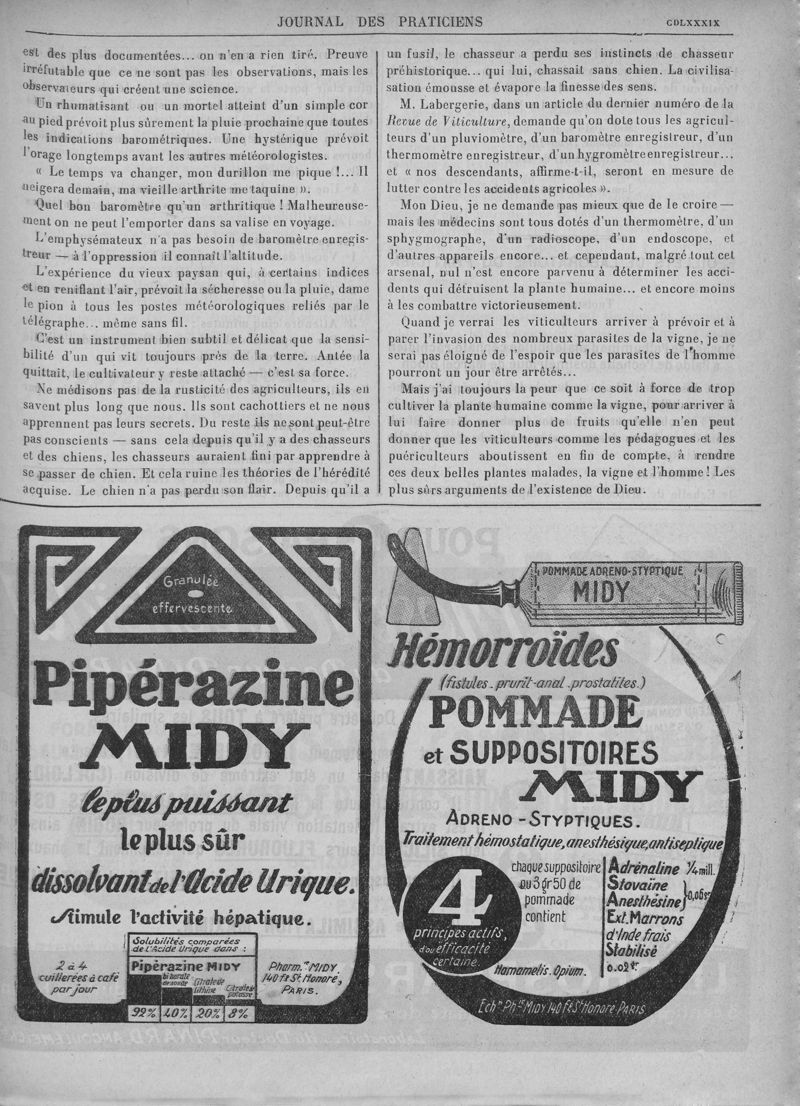 JOURNAL DES PRATICIENS
CDLXXXIX
est des plus documentées... on n'en a rien tiré. Preuve
irréfutable que ce ne sont pas les observations, mais les
observateurs qui créent une science.
Un rhumatisant ou un mortel atteint d'un simple cor
au pied prévoit plus sûrement la pluie prochaine que toutes
les indications barométriques. Une hystérique prévoit
l'orage longtemps avant les autres météorologistes.
« Le temps va changer, mon durillon me pique !... Il
neigera demain, ma vieille arthrite me taquine ».
Quel bon baromètre qu'un arthritique ! Malheureuse-
ment on ne peut l'emporter dans sa valise en voyage.
L'emphysémateux n'a pas besoin de baromètre enregis-
treur — à l'oppression il connaît l'altitude.
L'expérience du vieux paysan qui, à certains indices
et en reniflant l'air, prévoit la sécheresse ou la pluie, dame
le pion à tous les postes météorologiques reliés par le
télégraphe... même sans fil.
C'est un instrument bien subtil et délicat que la sensi-
bilité d'un qui vit toujours près de la terre. Antée la
quittait, le cultivateur y reste attaché — c'est sa force.
Ne médisons pas de la rusticité des agriculteurs, ils en
savent plus long que nous. Ils sont cachottiers et ne nous
apprennent pas leurs secrets. Du reste ils ne sont peut-être
pas conscients — sans cela depuis qu'il y a des chasseurs
et des chiens, les chasseurs auraient fini par apprendre à
se passer de chien. Et cela ruine les théories de l'hérédité
acquise. Le chien n'a pas perdu son flair. Depuis qu'il a
un fusil, le chasseur a perdu ses instincts de chasseur
préhistorique... qui lui, chassait sans chien. La civilisa-
sation émousse et évapore la finesse des sens.
M. Labergerie, dans un article du dernier numéro de la
Revue de Viticulture, demande qu'on dote tous les agricul-
teurs d'un pluviomètre, d'un baromètre enregistreur, d'un
thermomètre enregistreur, d'un hygromètre enregistreur...
et « nos descendants, affirme-t-il, seront en mesure de
lutter contre les accidents agricoles ».
Mon Dieu, je ne demande pas mieux que de le croire —
mais les médecins sont tous dotés d'un thermomètre, d'un
sphygmographe, d'un radioscope, d'un endoscope, et
d'autres appareils encore... et cependant, malgré tout cet
arsenal, nul n'est encore parvenu à déterminer les acci-
dents qui détruisent la plante humaine... et encore moins
à les combattre victorieusement.
Quand je verrai les viticulteurs arriver à prévoir et à
parer l'invasion des nombreux parasites de la vigne, je ne
serai pas éloigné de l'espoir que les parasites de l'homme
pourront un jour être arrêtés...
Mais j'ai toujours la peur que ce soit à force de trop
cultiver la plante humaine comme la vigne, pour arriver à
lui faire donner plus de fruits qu'elle n'en peut
donner que les viticulteurs comme les pédagogues et les
puériculteurs aboutissent en fin de compte, à rendre
ces deux belles plantes malades, la vigne et l'homme ! Les
plus sûrs arguments de l'existence de Dieu.
Granulée
effervescente
Pipérazine
MIDY
le plus puissant
le plus sûr
dissolvant de l'Acide Urique.
Stimule l'activité hépatique.
2 à 4
cuillerées à café
par jour
Solubilités comparées
de l'Acide Urique dans :
Pipérazine MIDY
Bicarbonate
de soude
Citrate de
lithine
Citrate de
potasse
92% 40% 20% 8%
Pharm.ie MIDY.
140 fg St Honoré,
PARIS.
POMMADE ADRENO-STYPTIQUE
MIDY
Hémorroïdes
(fistules. prurit-anal. prostatites.)
POMMADE
et SUPPOSITOIRES
MIDY
ADRENO-STYPTIQUES.
Traitement hémostatique, anesthésique, antiseptique
4
principes actifs,
d'où efficacité
certaine.
chaque suppositoire
ou 3 gr 50 de
pommade
contient
Adrénaline ¼ mill.
Stovaine
Anesthésine
Ext. Marrons
d'Inde frais
Stabilisé
0.02 gr.
Hamamelis. Opium.
Ech.on Ph.ie MIDY 140 fg St Honoré PARIS